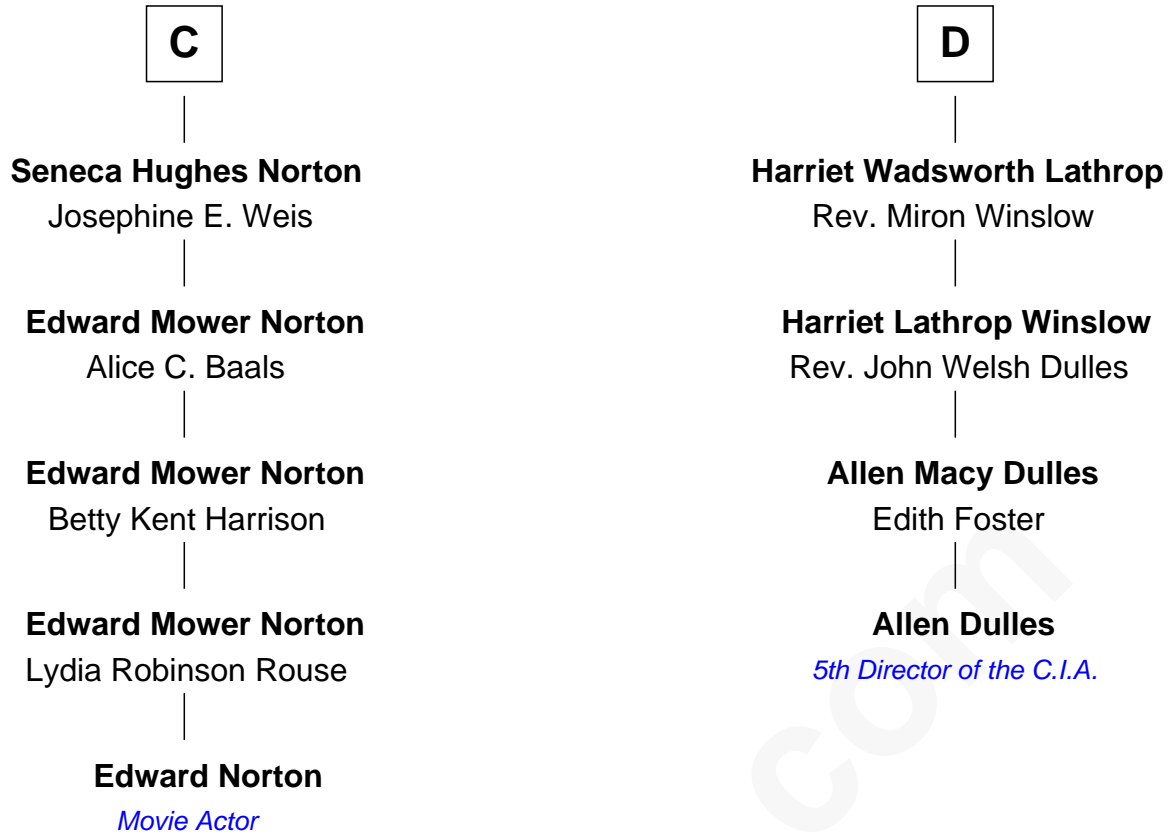 C
Seneca Hughes Norton
Josephine E. Weis
Edward Mower Norton
Alice C. Baals
Edward Mower Norton
Betty Kent Harrison
Edward Mower Norton
Lydia Robinson Rouse
Edward Norton
Movie Actor
D
Harriet Wadsworth Lathrop
Rev. Miron Winslow
Harriet Lathrop Winslow
Rev. John Welsh Dulles
Allen Macy Dulles
Edith Foster
Allen Dulles
5th Director of the C.I.A.
com